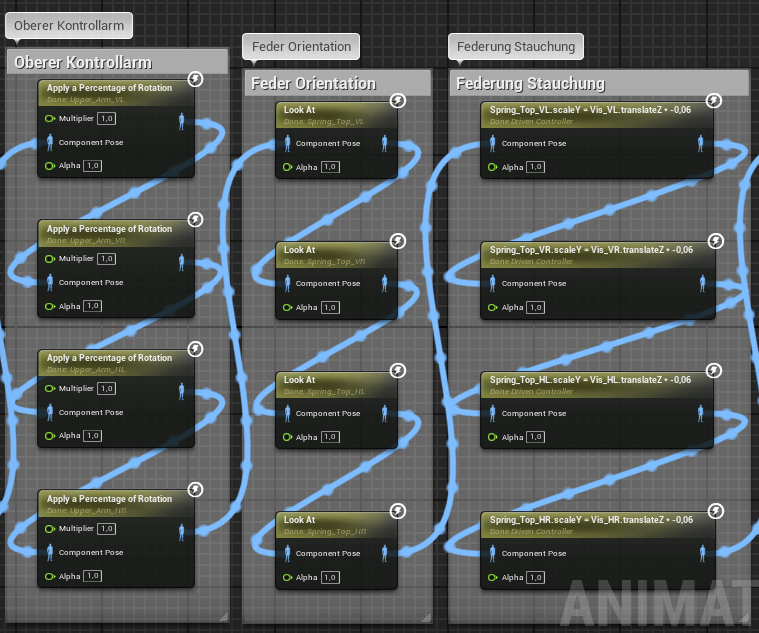 Oberer Kontrollarm
Oberer Kontrollarm
Apply a Percentage of Rotation
Bone: Upper_Arm_VL
Multiplier 1,0
Component Pose
Alpha 1,0
Apply a Percentage of Rotation
Bone: Upper_Arm_VR
Multiplier 1,0
Component Pose
Alpha 1,0
Apply a Percentage of Rotation
Bone: Upper_Arm_HL
Multiplier 1,0
Component Pose
Alpha 1,0
Apply a Percentage of Rotation
Bone: Upper_Arm_HR
Multiplier 1,0
Component Pose
Alpha 1,0
Feder Orientation
Feder Orientation
Look At
Bone: Spring_Top_VL
Component Pose
Alpha 1,0
Look At
Bone: Spring_Top_VR
Component Pose
Alpha 1,0
Look At
Bone: Spring_Top_HL
Component Pose
Alpha 1,0
Look At
Bone: Spring_Top_HR
Component Pose
Alpha 1,0
Federung Stauchung
Federung Stauchung
Spring_Top_VL.scaleY = Vis_VL.translateZ * -0,06
Bone Driven Controller
Component Pose
Alpha 1,0
Spring_Top_VR.scaleY = Vis_VR.translateZ * -0,06
Bone Driven Controller
Component Pose
Alpha 1,0
Spring_Top_HL.scaleY = Vis_HL.translateZ * -0,06
Bone Driven Controller
Component Pose
Alpha 1,0
Spring_Top_HR.scaleY = Vis_HR.translateZ * -0,06
Bone Driven Controller
Component Pose
Alpha 1,0
ANIMAT